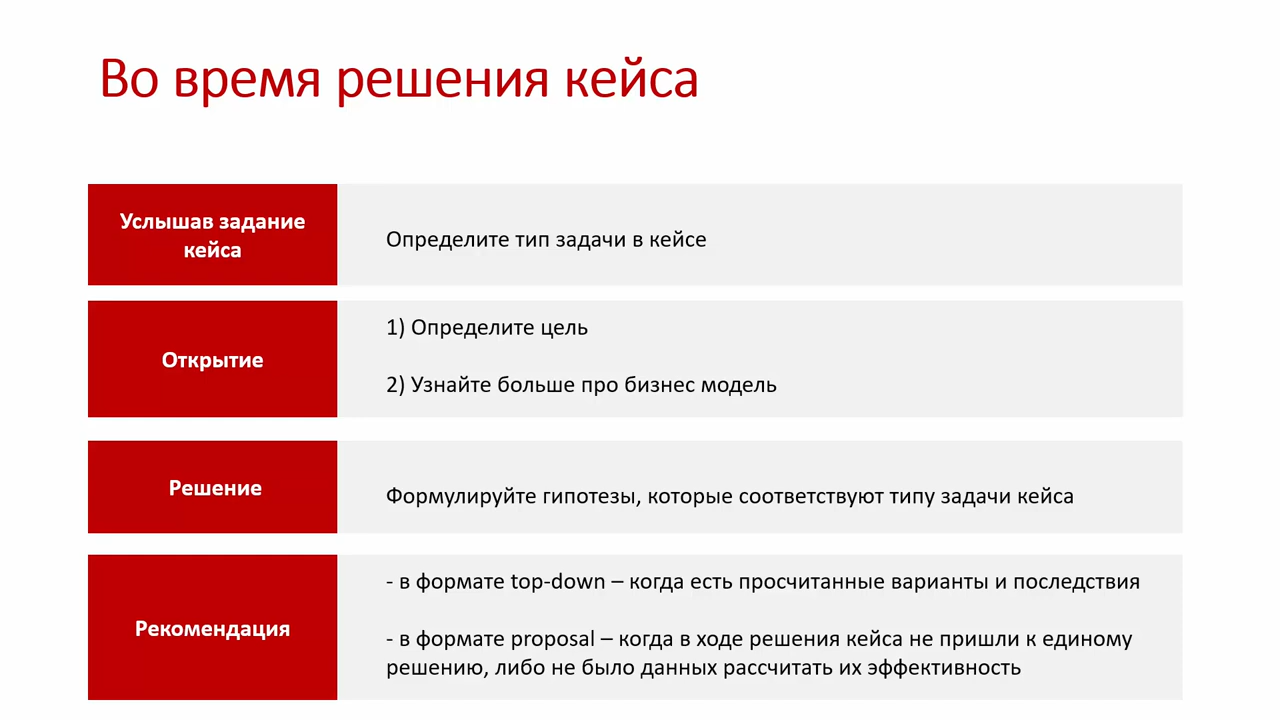 Во время решения кейса
Услышав задание
кейса
Определите тип задачи в кейсе
Открытие
1) Определите цель
2) Узнайте больше про бизнес модель
Решение
Формулируйте гипотезы, которые соответствуют типу задачи кейса
Рекомендация
- в формате top-down – когда есть просчитанные варианты и последствия
- в формате proposal – когда в ходе решения кейса не пришли к единому
решению, либо не было данных рассчитать их эффективность